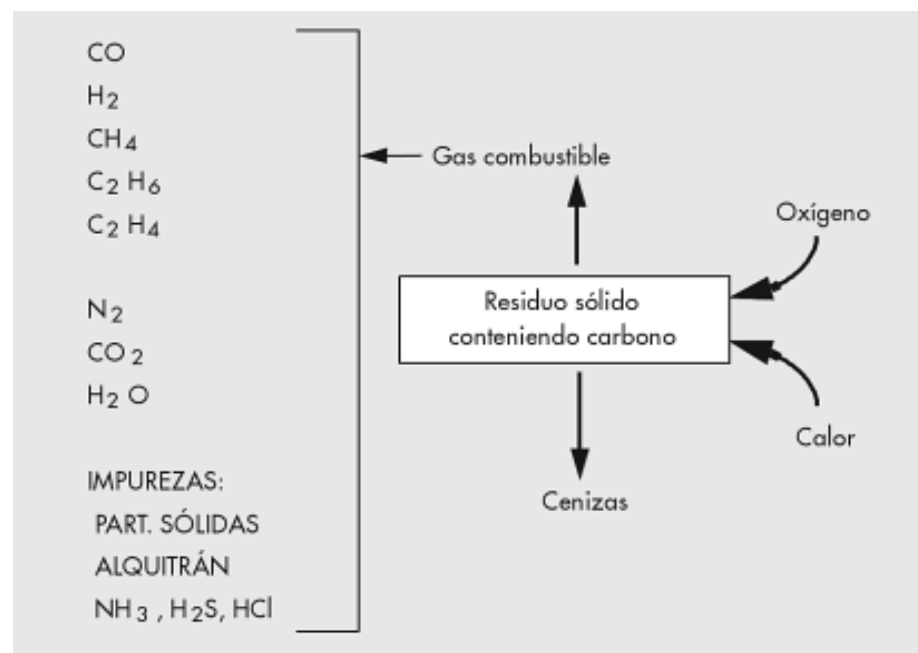 CO
H2
CH4
C2 H6
C2 H4
N2
CO2
H2 O
IMPUREZAS:
PART. SÓLIDAS
ALQUITRÁN
NH3 , H2S, HCl
Gas combustible
Oxígeno
Residuo sólido
conteniendo carbono
Calor
Cenizas